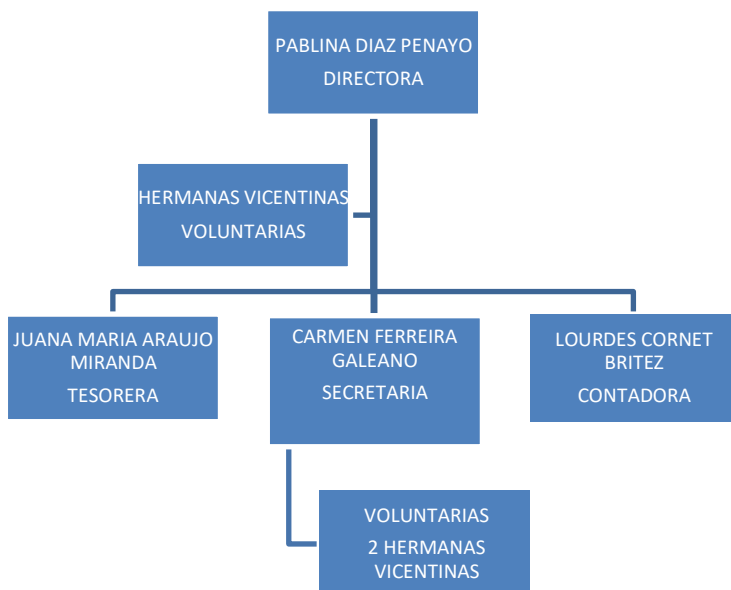 PABLINA DIAZ PENAYO
DIRECTORA
HERMANAS VICENTINAS
VOLUNTARIAS
JUANA MARIA ARAUJO
MIRANDA
TESORERA
CARMEN FERREIRA
GALEANO
SECRETARIA
LOURDES CORNET
BRITEZ
CONTADORA
VOLUNTARIAS
2 HERMANAS
VICENTINAS